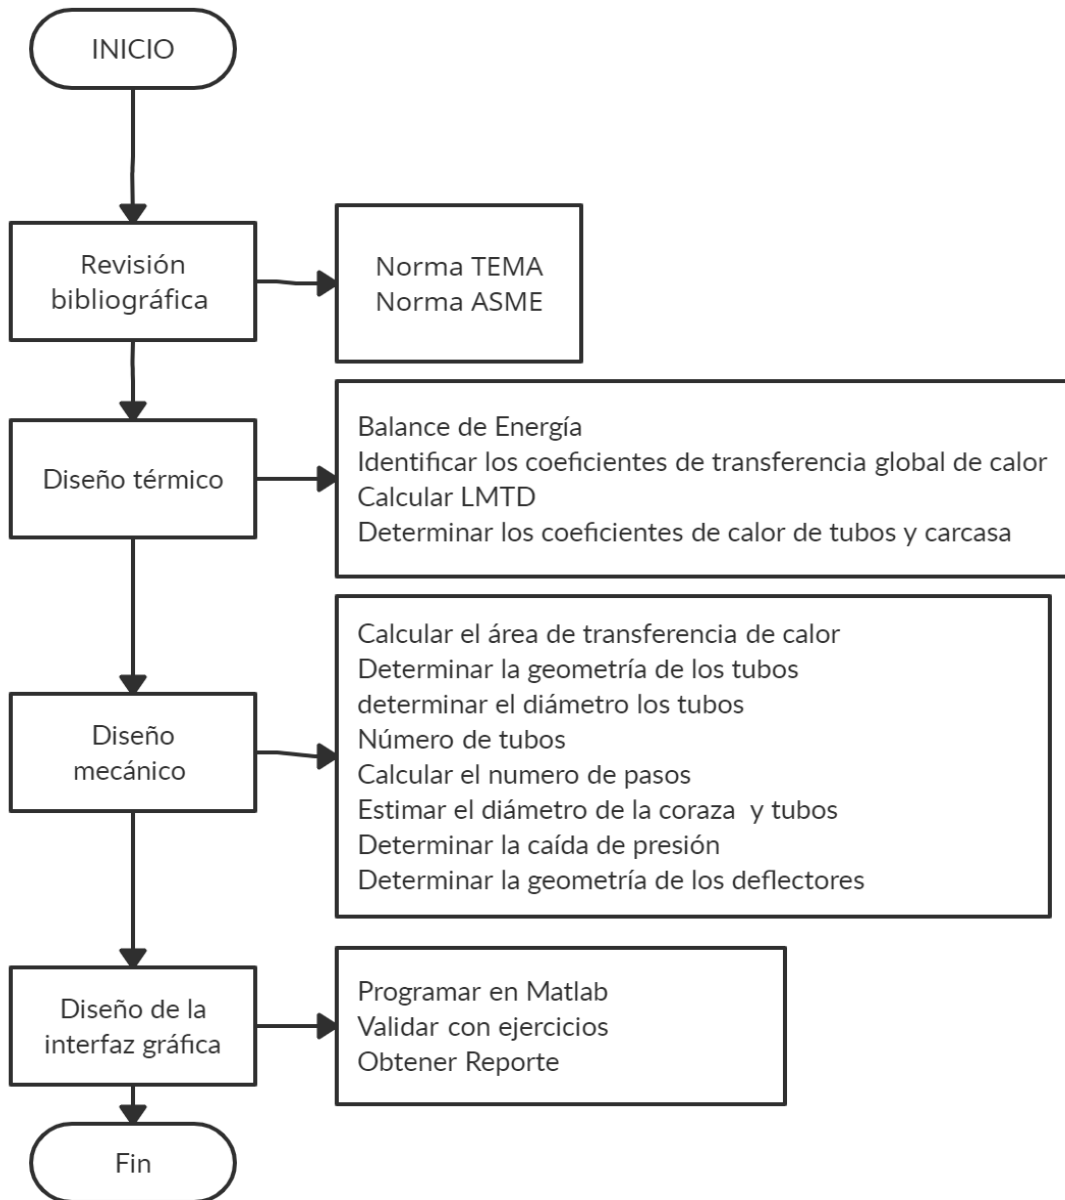 INICIO
Revisión
bibliográfica
Norma TEMA
Norma ASME
Diseño térmico
Balance de Energía
Identificar los coeficientes de transferencia global de calor
Calcular LMTD
Determinar los coeficientes de calor de tubos y carcasa
Diseño
mecánico
Calcular el área de transferencia de calor
Determinar la geometría de los tubos
determinar el diámetro los tubos
Número de tubos
Calcular el numero de pasos
Estimar el diámetro de la coraza y tubos
Determinar la caída de presión
Determinar la geometría de los deflectores
Diseño de la
interfaz gráfica
Programar en Matlab
Validar con ejercicios
Obtener Reporte
Fin